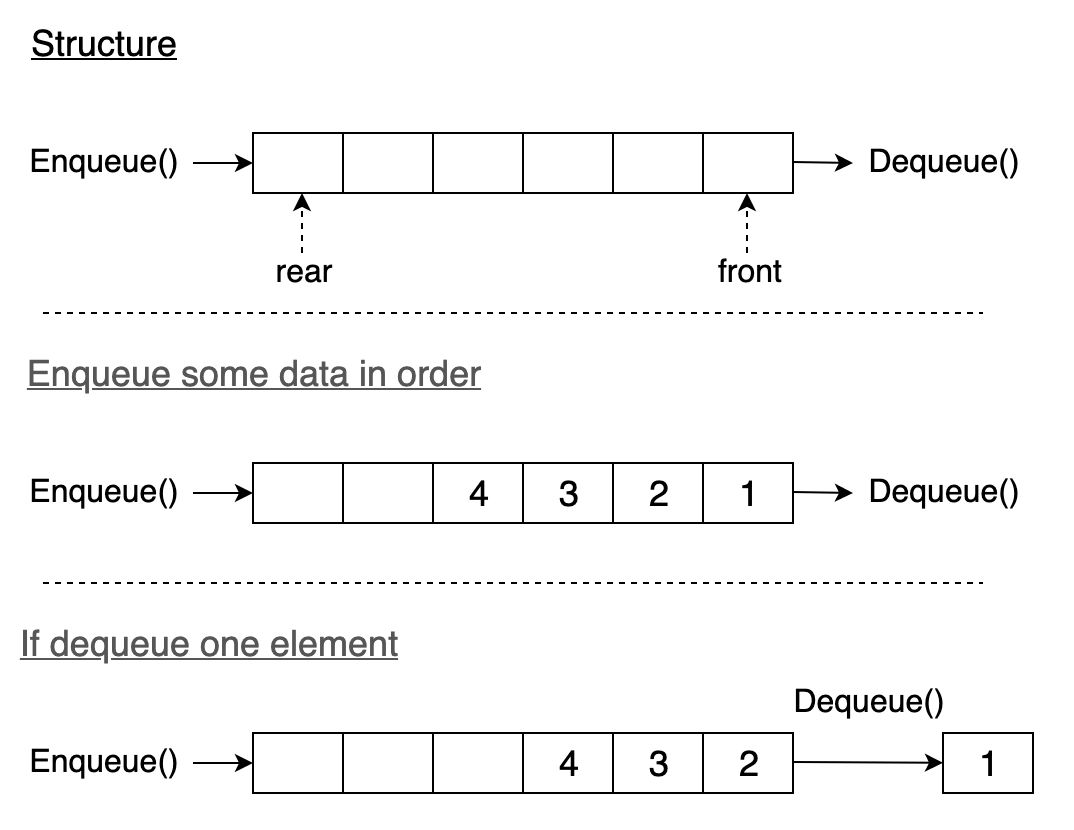 Structure
Enqueue() Dequeue()
rear front
Enqueue some data in order
Enqueue() 4 3 2 1 Dequeue()
If dequeue one element
Dequeue()
Enqueue() 4 3 2 1